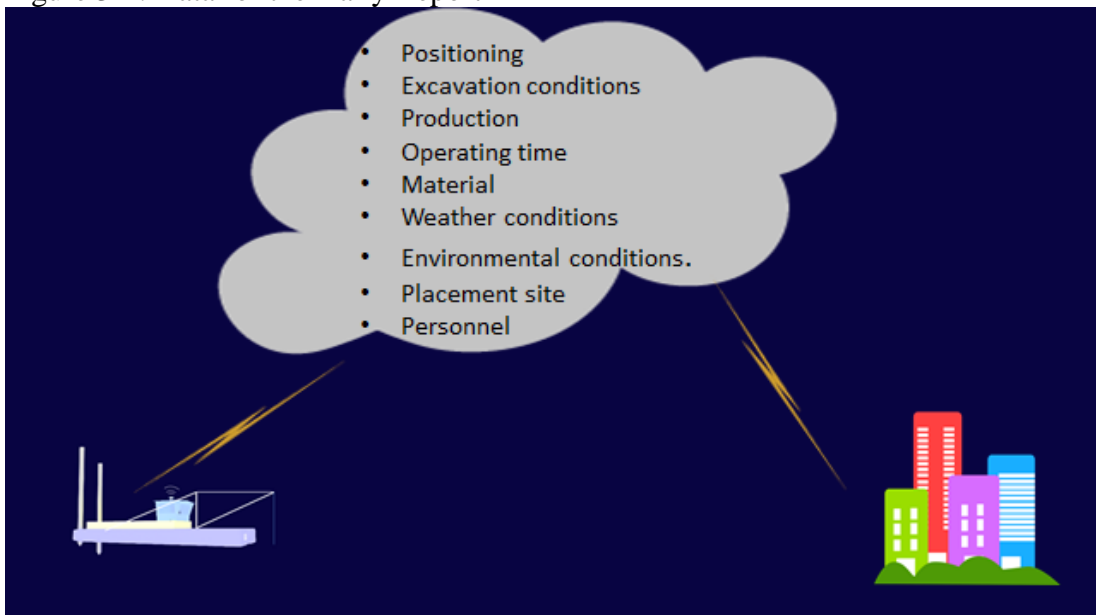 • Positioning
• Excavation conditions
• Production
• Operating time
• Material
• Weather conditions
• Environmental conditions.
• Placement site
• Personnel